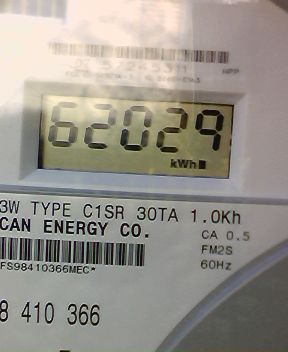 62029
kWh
3W TYPE C1SR 30TA 1.0Kh
CAN ENERGY CO.
CA 0.5
FM2S
60Hz
FS98410366MEC*
8 410 366